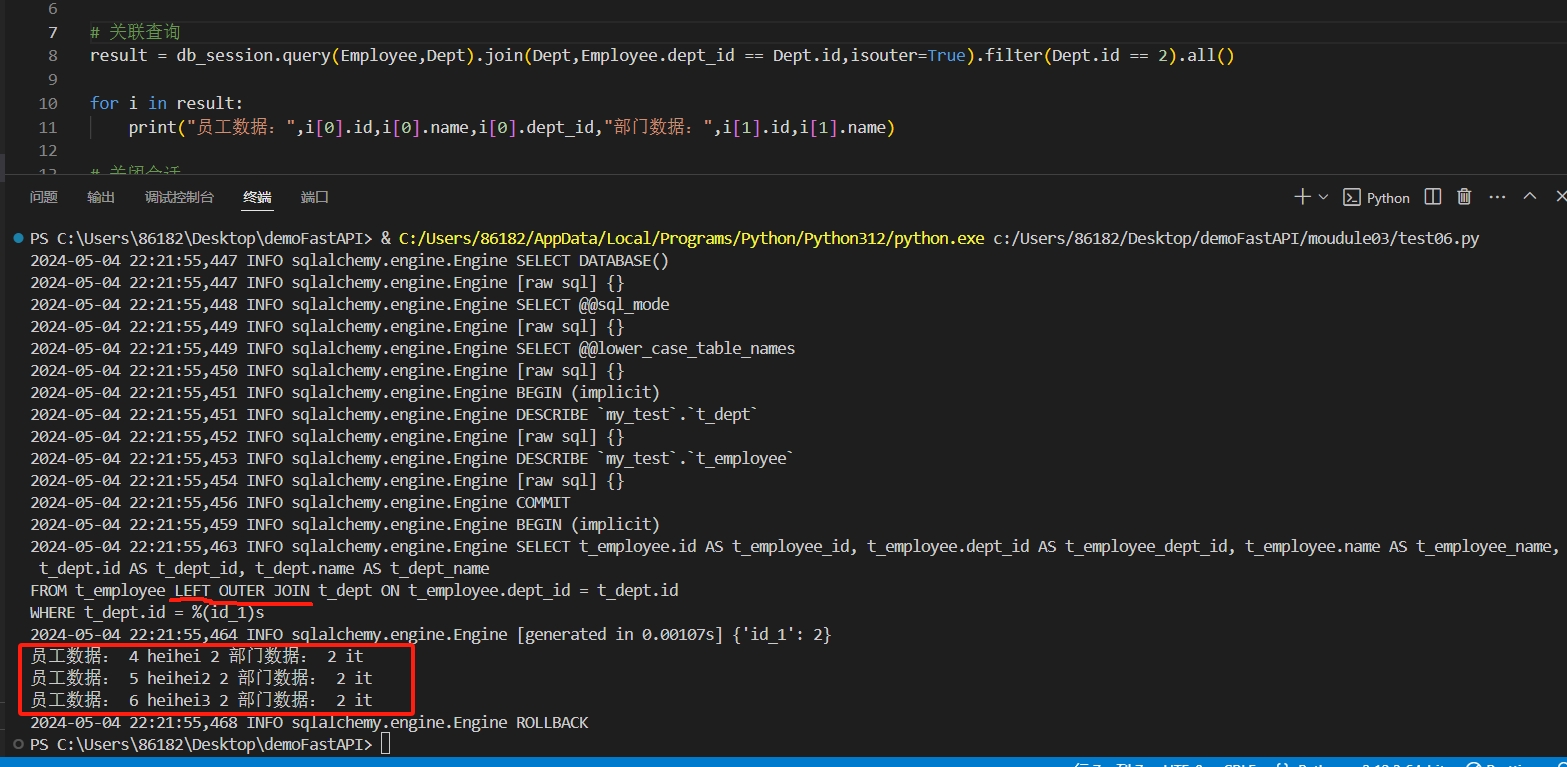 6
7 # 关联查询
8 result = db_session.query(Employee,Dept).join(Dept,Employee.dept_id == Dept.id,isouter=True).filter(Dept.id == 2).all()
9
10 for i in result:
11 print("员工数据：",i[0].id,i[0].name,i[0].dept_id,"部门数据：",i[1].id,i[1].name)
12
问题 输出 调试控制台 终端 端口 Python
PS C:\Users\86182\Desktop\demoFastAPI> & C:/Users/86182/AppData/Local/Programs/Python/Python312/python.exe c:/Users/86182/Desktop/demoFastAPI/moudule03/test06.py
2024-05-04 22:21:55,447 INFO sqlalchemy.engine.Engine SELECT DATABASE()
2024-05-04 22:21:55,447 INFO sqlalchemy.engine.Engine [raw sql] {}
2024-05-04 22:21:55,448 INFO sqlalchemy.engine.Engine SELECT @@sql_mode
2024-05-04 22:21:55,449 INFO sqlalchemy.engine.Engine [raw sql] {}
2024-05-04 22:21:55,449 INFO sqlalchemy.engine.Engine SELECT @@lower_case_table_names
2024-05-04 22:21:55,450 INFO sqlalchemy.engine.Engine [raw sql] {}
2024-05-04 22:21:55,451 INFO sqlalchemy.engine.Engine BEGIN (implicit)
2024-05-04 22:21:55,451 INFO sqlalchemy.engine.Engine DESCRIBE `my_test`.`t_dept`
2024-05-04 22:21:55,452 INFO sqlalchemy.engine.Engine [raw sql] {}
2024-05-04 22:21:55,453 INFO sqlalchemy.engine.Engine DESCRIBE `my_test`.`t_employee`
2024-05-04 22:21:55,454 INFO sqlalchemy.engine.Engine [raw sql] {}
2024-05-04 22:21:55,456 INFO sqlalchemy.engine.Engine COMMIT
2024-05-04 22:21:55,459 INFO sqlalchemy.engine.Engine BEGIN (implicit)
2024-05-04 22:21:55,463 INFO sqlalchemy.engine.Engine SELECT t_employee.id AS t_employee_id, t_employee.dept_id AS t_employee_dept_id, t_employee.name AS t_employee_name,
t_dept.id AS t_dept_id, t_dept.name AS t_dept_name
FROM t_employee LEFT OUTER JOIN t_dept ON t_employee.dept_id = t_dept.id
WHERE t_dept.id = %(id_1)s
2024-05-04 22:21:55,464 INFO sqlalchemy.engine.Engine [generated in 0.00107s] {'id_1': 2}
员工数据： 4 heihei 2 部门数据： 2 it
员工数据： 5 heihei2 2 部门数据： 2 it
员工数据： 6 heihei3 2 部门数据： 2 it
2024-05-04 22:21:55,468 INFO sqlalchemy.engine.Engine ROLLBACK
PS C:\Users\86182\Desktop\demoFastAPI>